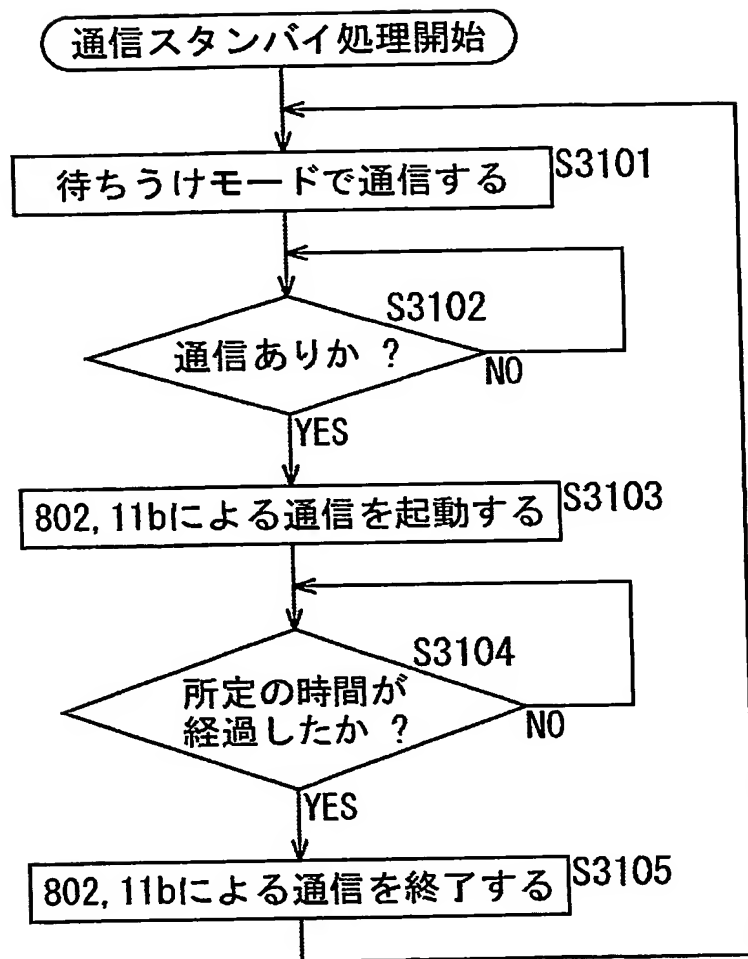 通信スタンバイ処理開始
待ちうけモードで通信する
S3101
S3102
通信ありか ?
NO
YES
802,11bによる通信を起動する
S3103
S3104
所定の時間が
経過したか ?
NO
YES
802,11bによる通信を終了する
S3105